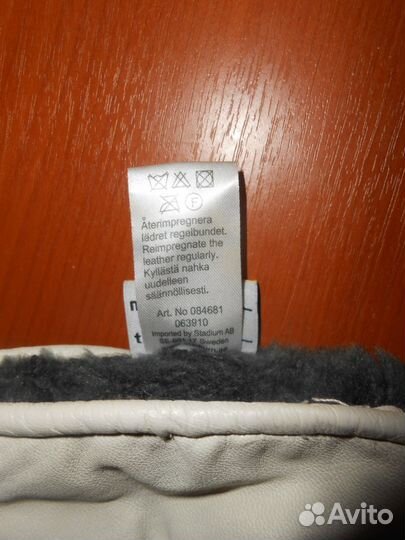 F
Återimpregnera
lädret regelbundet.
Reimpregnate the
leather regularly.
Kyllästä nahka
uudelleen
säännöllisesti.
Art. No 084681
063910
Imported by Stadium AB
Sweden
Avito